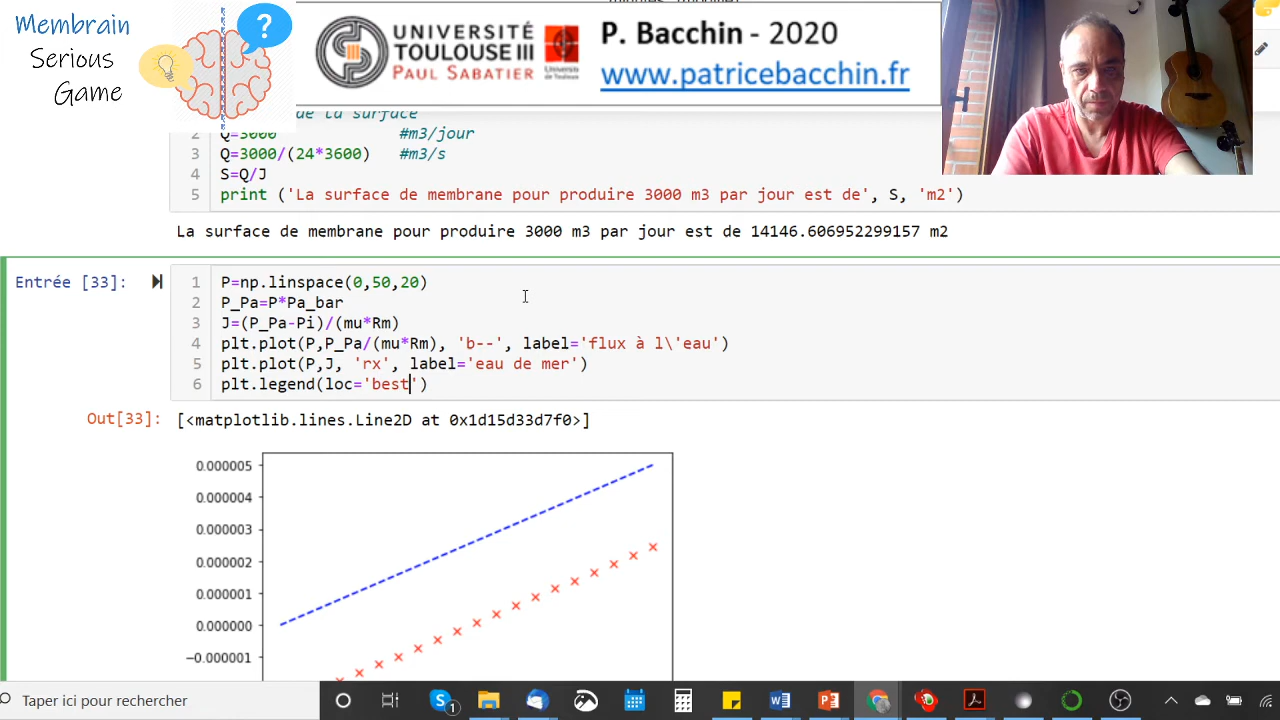 Membrain
Serious
Game
?
UNIVERSITÉ
TOULOUSE III
PAUL SABATIER
Université
de Toulouse
P. Bacchin - 2020
www.patricebacchin.fr
de la surface
2 Q=3000 #m3/jour
3 Q=3000/(24*3600) #m3/s
4 S=Q/J
5 print ('La surface de membrane pour produire 3000 m3 par jour est de', S, 'm2')
La surface de membrane pour produire 3000 m3 par jour est de 14146.606952299157 m2
Entrée [33]:
1 P=np.linspace(0,50,20)
2 P_Pa=P*Pa_bar
3 J=(P_Pa-Pi)/(mu*Rm)
4 plt.plot(P,P_Pa/(mu*Rm), 'b--', label='flux à l\'eau')
5 plt.plot(P,J, 'rx', label='eau de mer')
6 plt.legend(loc='best')
Out[33]: [<matplotlib.lines.Line2D at 0x1d15d33d7f0>]
0.000005
0.000004
0.000003
0.000002
0.000001
0.000000
−0.000001
Taper ici pour rechercher
1